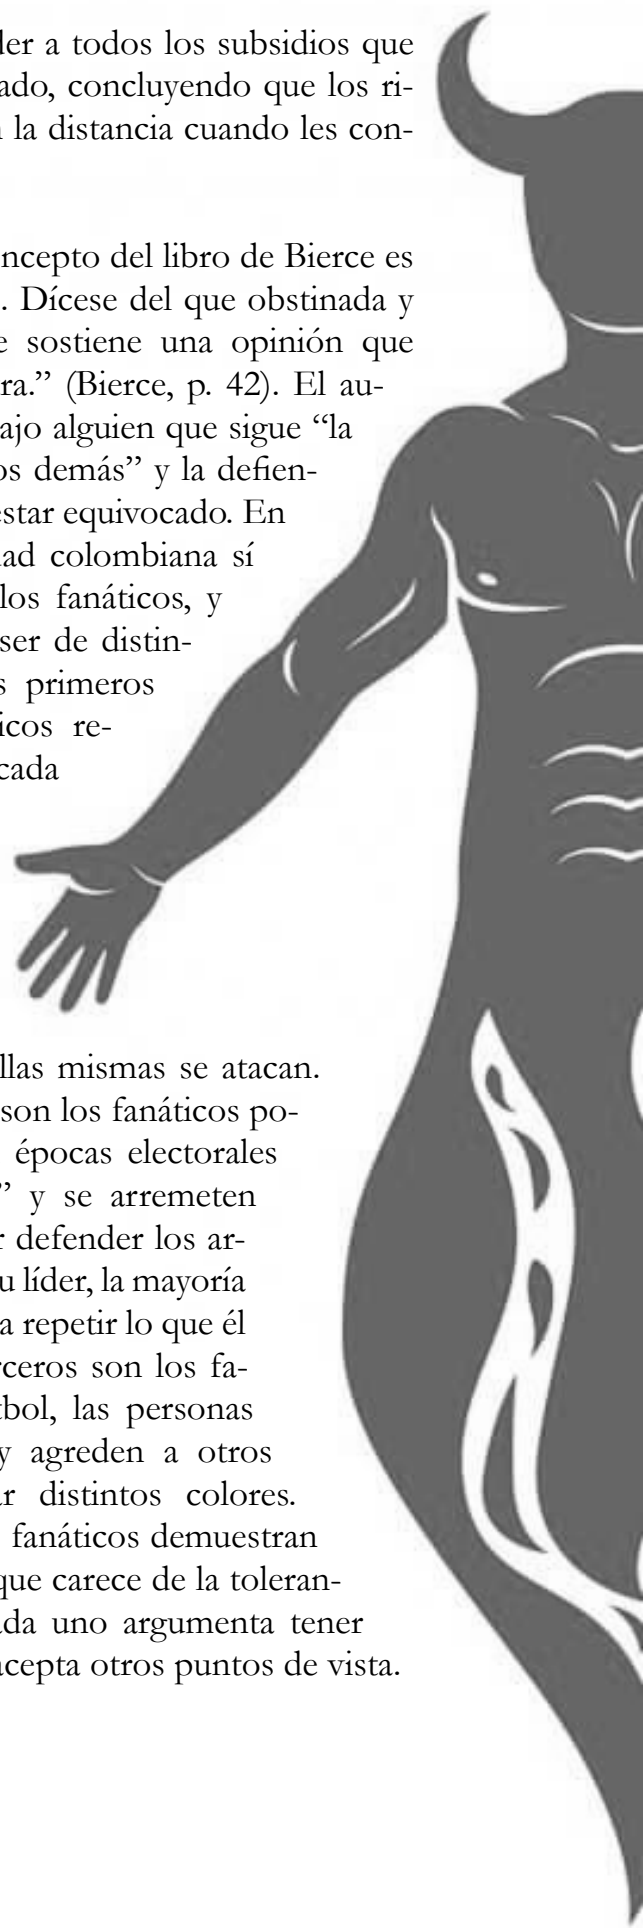 der a todos los subsidios que
ado, concluyendo que los ri-
n la distancia cuando les con-
ncepto del libro de Bierce es
. Dícese del que obstinada y
e sostiene una opinión que
ra.” (Bierce, p. 42). El au-
ajo alguien que sigue “la
os demás” y la defien-
estar equivocado. En
dad colombiana sí
los fanáticos, y
ser de distin-
s primeros
icos re-
cada
llas mismas se atacan.
son los fanáticos po-
épocas electorales
” y se arremeten
r defender los ar-
u líder, la mayoría
a repetir lo que él
rceros son los fa-
tbol, las personas
y agreden a otros
ar distintos colores.
fanáticos demuestran
que carece de la toleran-
ada uno argumenta tener
acepta otros puntos de vista.